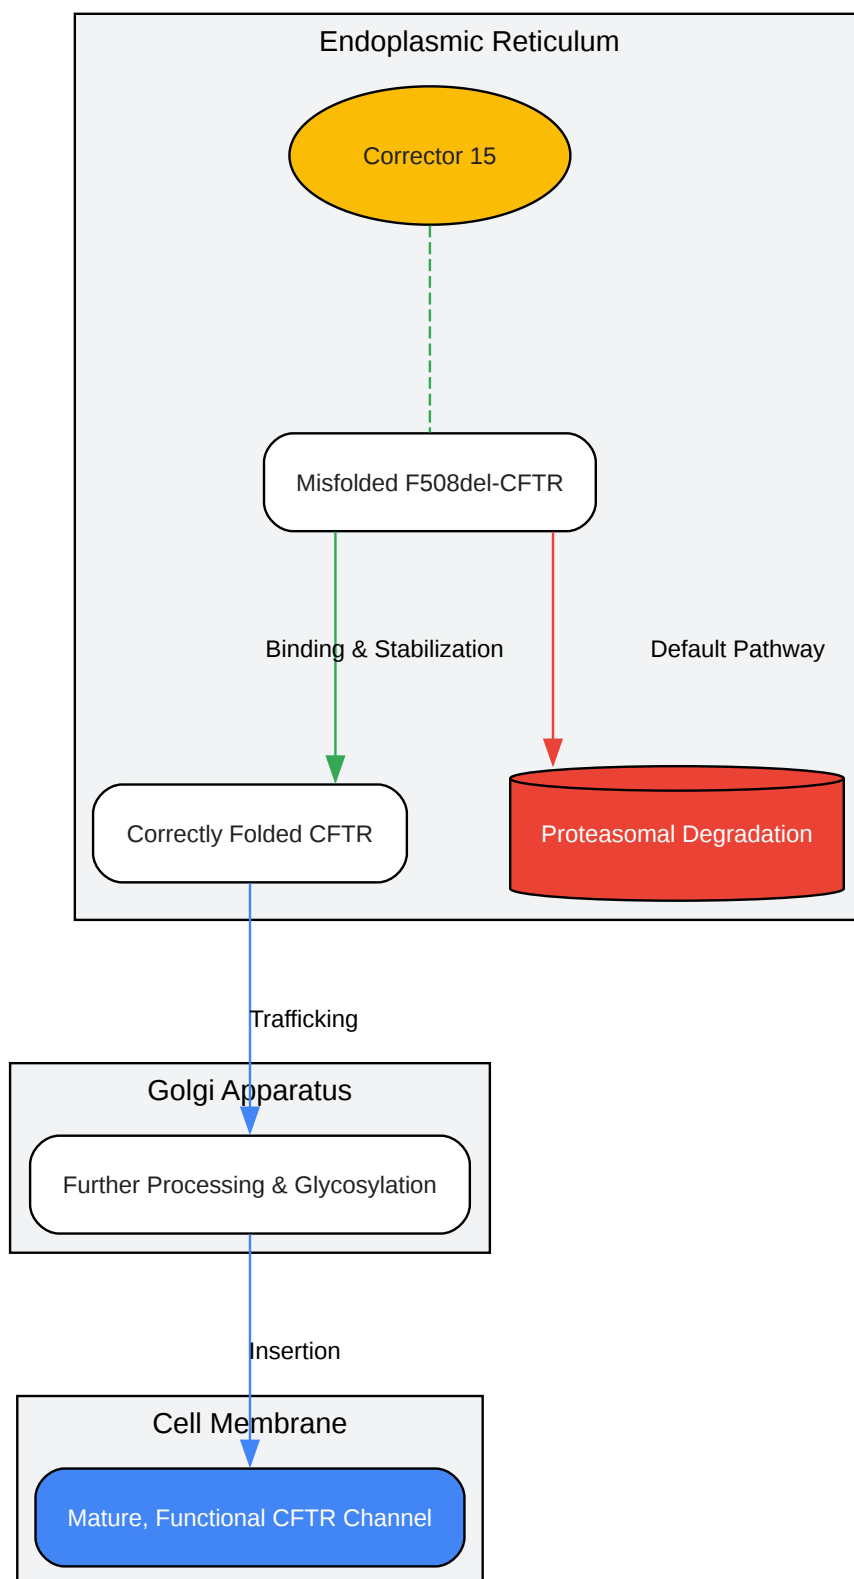 Endoplasmic Reticulum
Corrector 15
Misfolded F508del-CFTR
Binding & Stabilization
Default Pathway
Correctly Folded CFTR
Proteasomal Degradation
Trafficking
Golgi Apparatus
Further Processing & Glycosylation
Insertion
Cell Membrane
Mature, Functional CFTR Channel